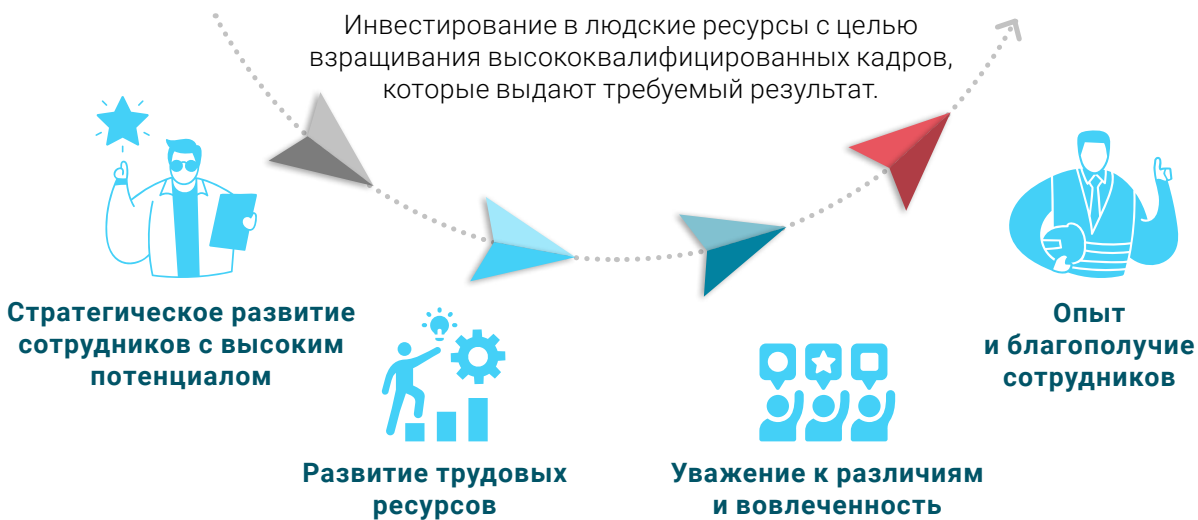 Инвестирование в людские ресурсы с целью
взращивания высококвалифицированных кадров,
которые выдают требуемый результат.
Стратегическое развитие
сотрудников с высоким
потенциалом
Развитие трудовых
ресурсов
Уважение к различиям
и вовлеченность
Опыт
и благополучие
сотрудников